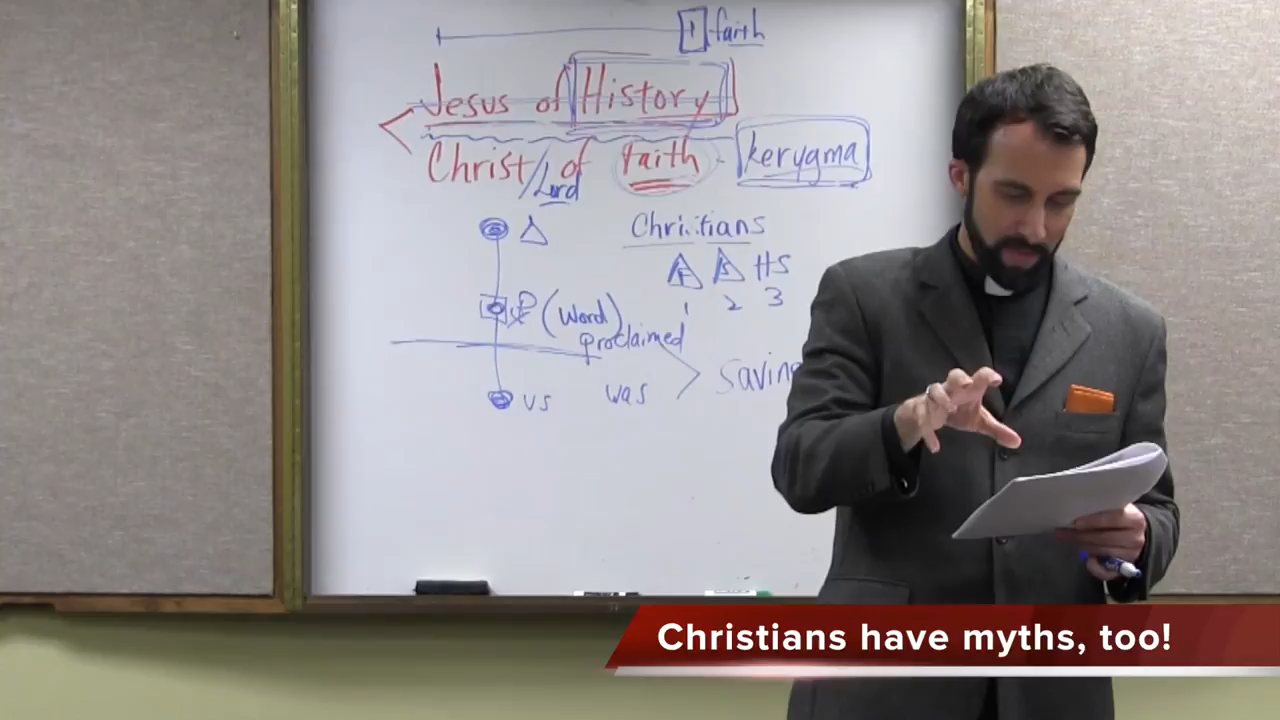 faith
Jesus of History
Christ/Lord of faith - kerygma
Christians
F S HS
1 2 3
(Word)
proclaimed
us was
Christians have myths, too!